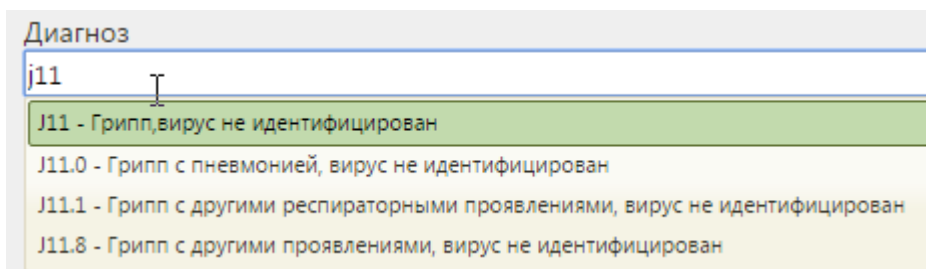 Диагноз
j11
J11 - Грипп,вирус не идентифицирован
J11.0 - Грипп с пневмонией, вирус не идентифицирован
J11.1 - Грипп с другими респираторными проявлениями, вирус не идентифицирован
J11.8 - Грипп с другими проявлениями, вирус не идентифицирован